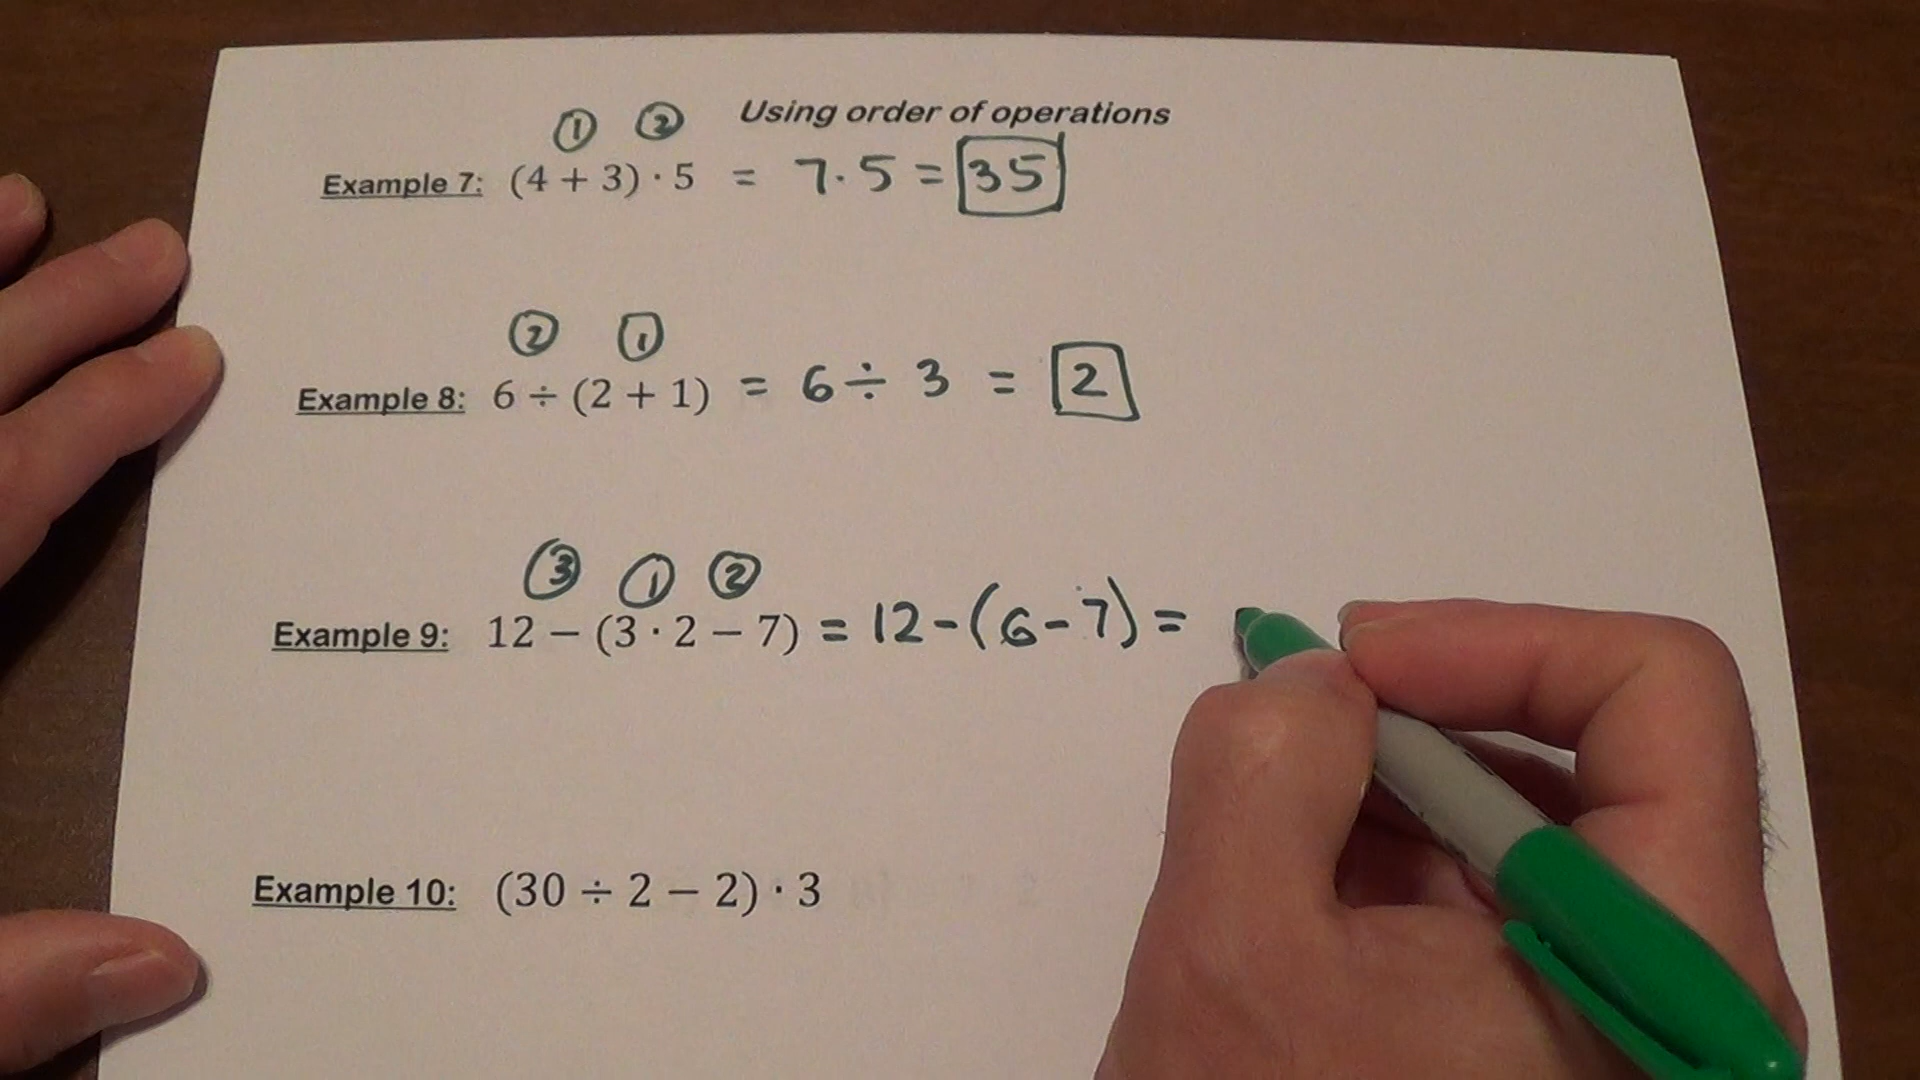 Using order of operations
① ②
Example 7: (4 + 3) · 5 = 7 · 5 = 35
② ①
Example 8: 6 ÷ (2 + 1) = 6 ÷ 3 = 2
③ ① ②
Example 9: 12 − (3 · 2 − 7) = 12 - (6 - 7) =
Example 10: (30 ÷ 2 − 2) · 3